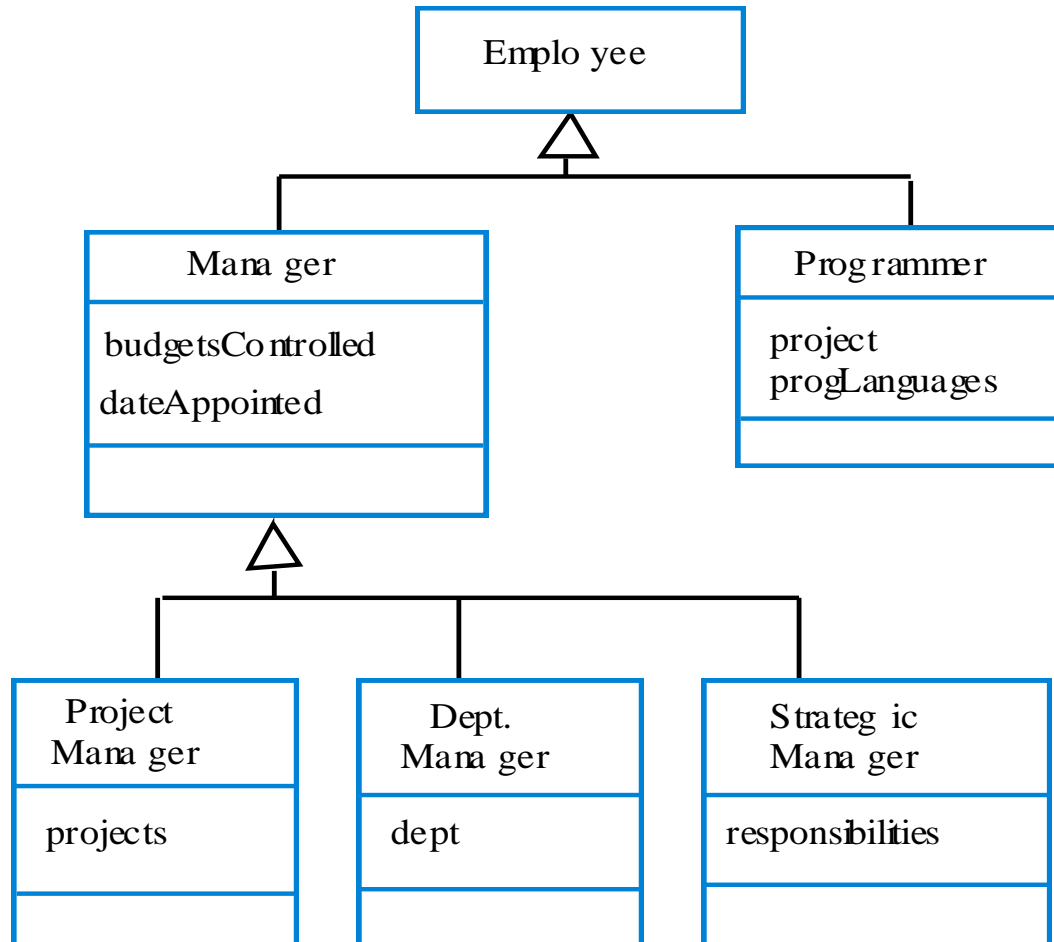 Employee
Manager
budgetsControlled
dateAppointed
Programmer
project
progLanguages
Project
Manager
projects
Dept.
Manager
dept
Strategic
Manager
responsibilities